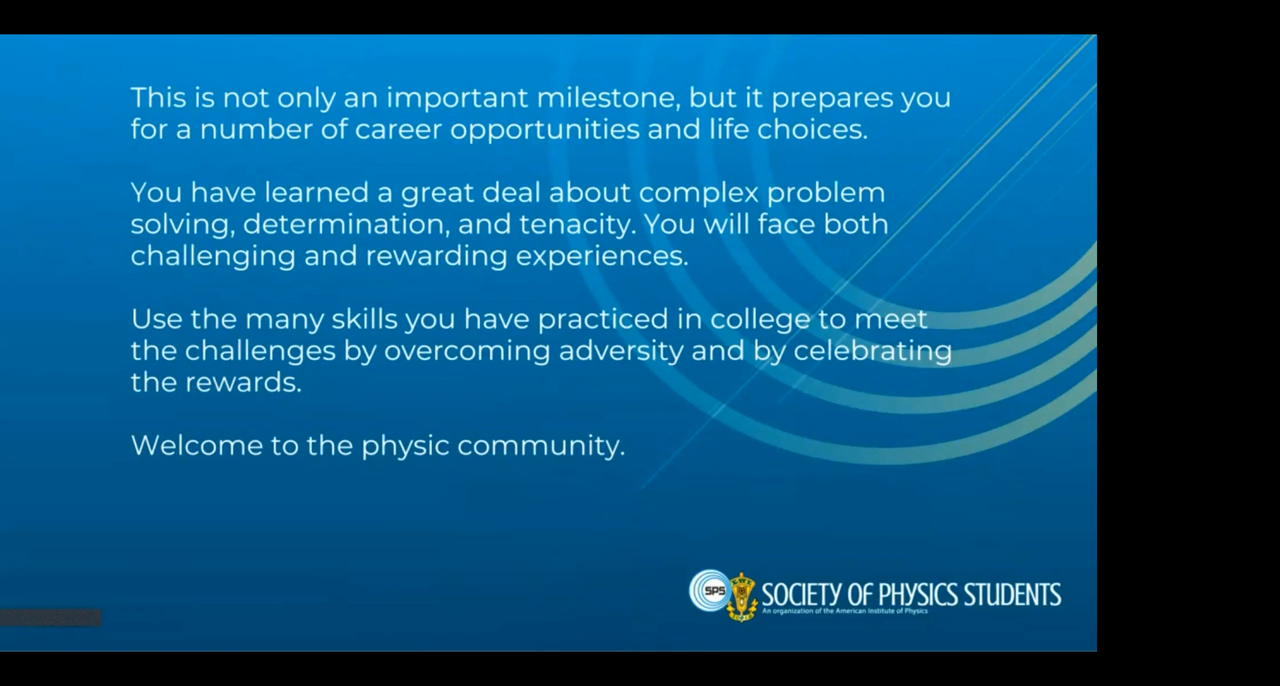 This is not only an important milestone, but it prepares you
for a number of career opportunities and life choices.
You have learned a great deal about complex problem
solving, determination, and tenacity. You will face both
challenging and rewarding experiences.
Use the many skills you have practiced in college to meet
the challenges by overcoming adversity and by celebrating
the rewards.
Welcome to the physic community.
SPS
SOCIETY OF PHYSICS STUDENTS
An organization of the American Institute of Physics